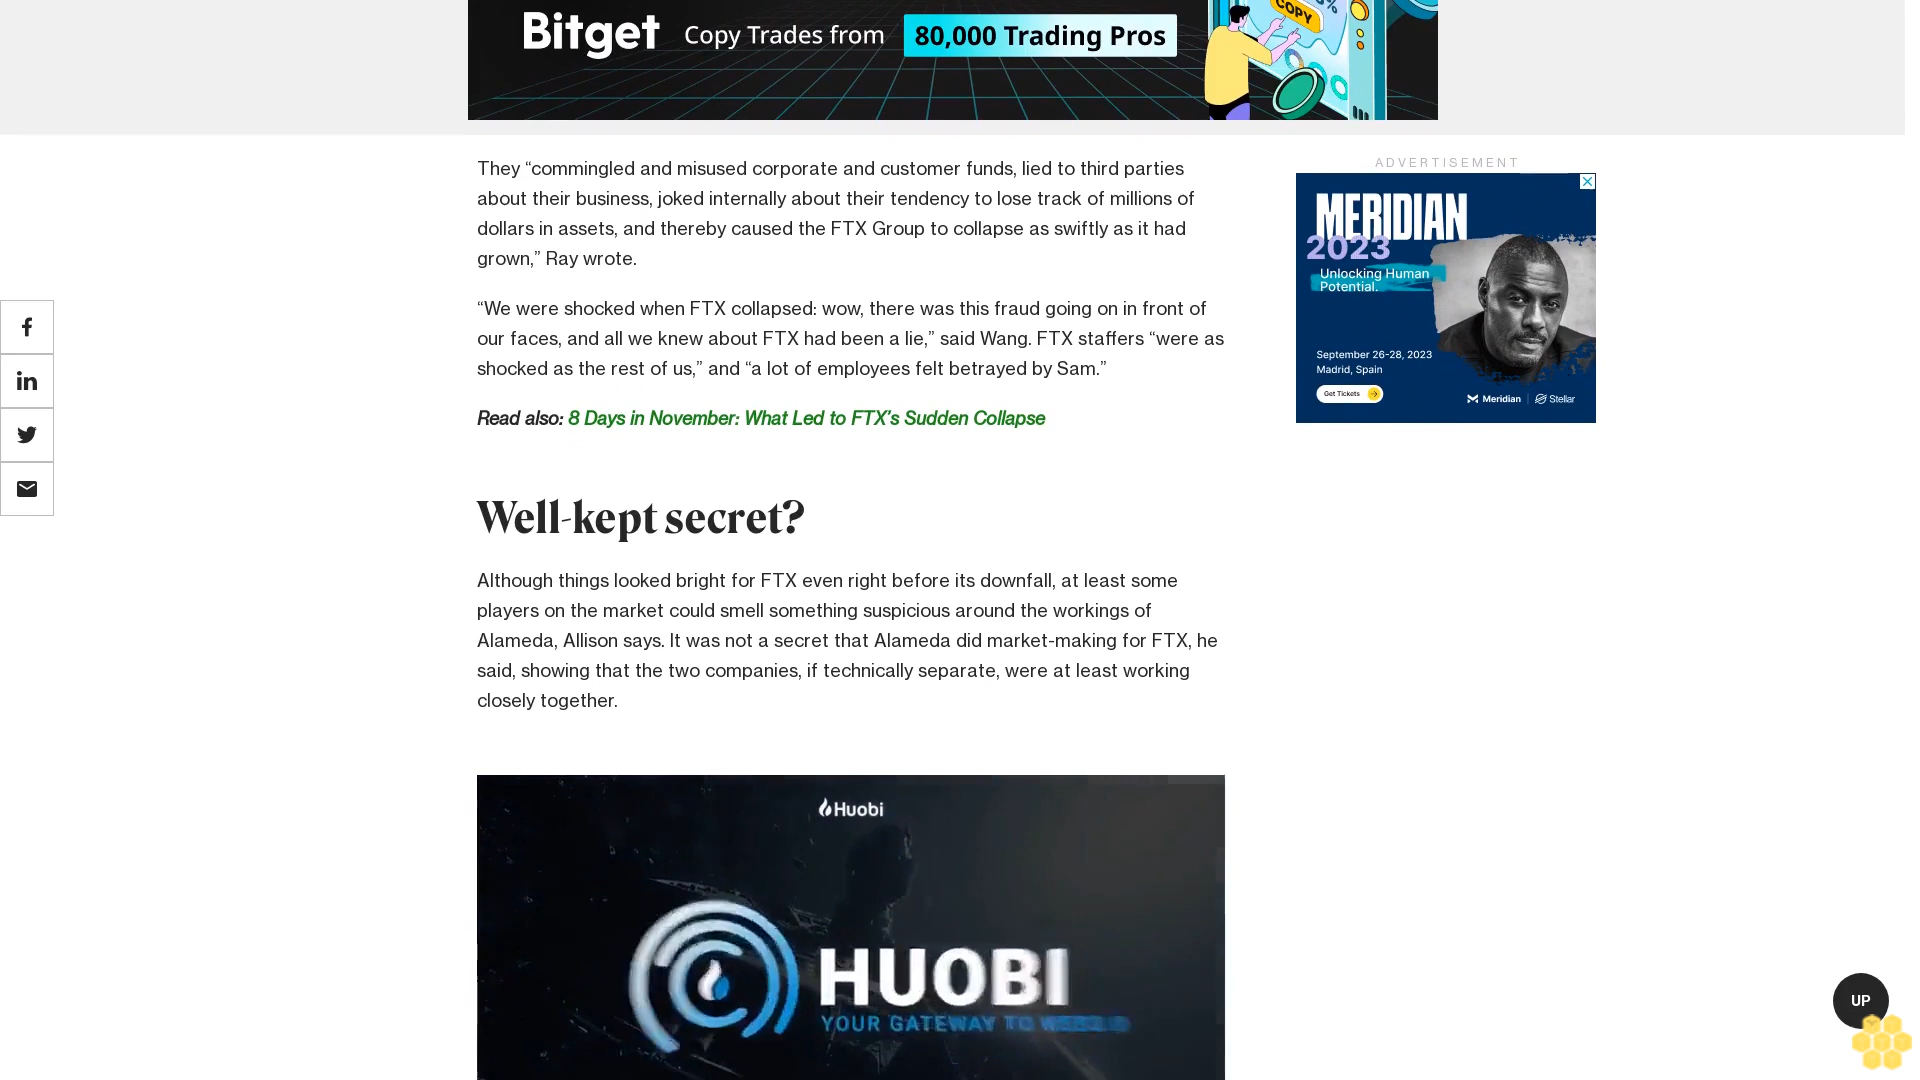 Bitget
Copy Trades from
80,000 Trading Pros
COPY
They “commingled and misused corporate and customer funds, lied to third parties
about their business, joked internally about their tendency to lose track of millions of
dollars in assets, and thereby caused the FTX Group to collapse as swiftly as it had
grown,” Ray wrote.
“We were shocked when FTX collapsed: wow, there was this fraud going on in front of
our faces, and all we knew about FTX had been a lie,” said Wang. FTX staffers “were as
shocked as the rest of us,” and “a lot of employees felt betrayed by Sam.”
Read also: 8 Days in November: What Led to FTX’s Sudden Collapse
Well-kept secret?
Although things looked bright for FTX even right before its downfall, at least some
players on the market could smell something suspicious around the workings of
Alameda, Allison says. It was not a secret that Alameda did market-making for FTX, he
said, showing that the two companies, if technically separate, were at least working
closely together.
Huobi
HUOBI
YOUR GATEWAY TO
ADVERTISEMENT
MERIDIAN
2023
Unlocking Human
Potential.
September 26-28, 2023
Madrid, Spain
Get Tickets
Meridian
Stellar
UP